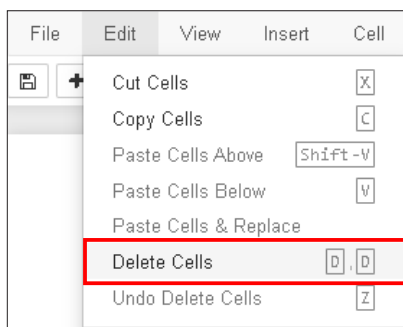 File Edit View Insert Cell
Cut Cells X
Copy Cells C
Paste Cells Above Shift-V
Paste Cells Below V
Paste Cells & Replace
Delete Cells D,D
Undo Delete Cells Z